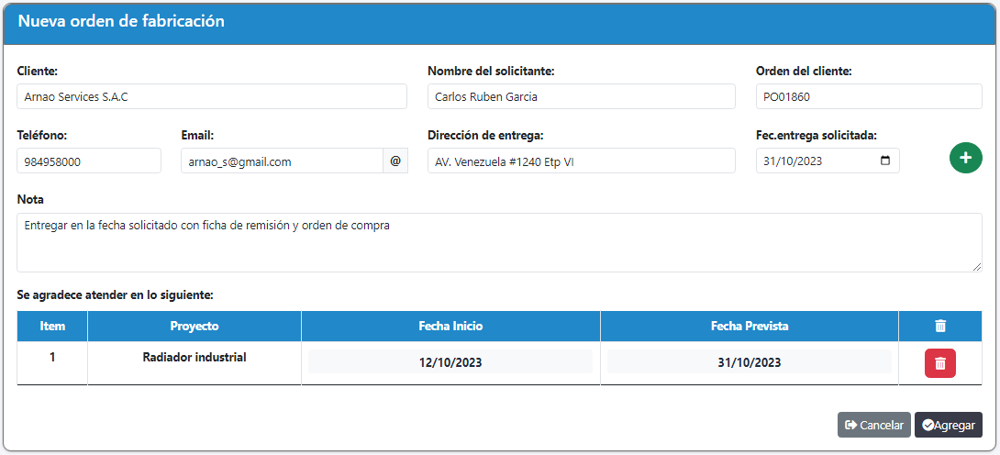 Nueva orden de fabricación
Cliente: Nombre del solicitante: Orden del cliente:
Arnao Services S.A.C Carlos Ruben Garcia PO01860
Teléfono: Email: Dirección de entrega: Fec.entrega solicitada:
984958000 arnao_s@gmail.com @ AV. Venezuela #1240 Etp VI 31/10/2023
Nota
Entregar en la fecha solicitado con ficha de remisión y orden de compra
Se agradece atender en lo siguiente:
Item Proyecto Fecha Inicio Fecha Prevista
1 Radiador industrial 12/10/2023 31/10/2023
Cancelar Agregar